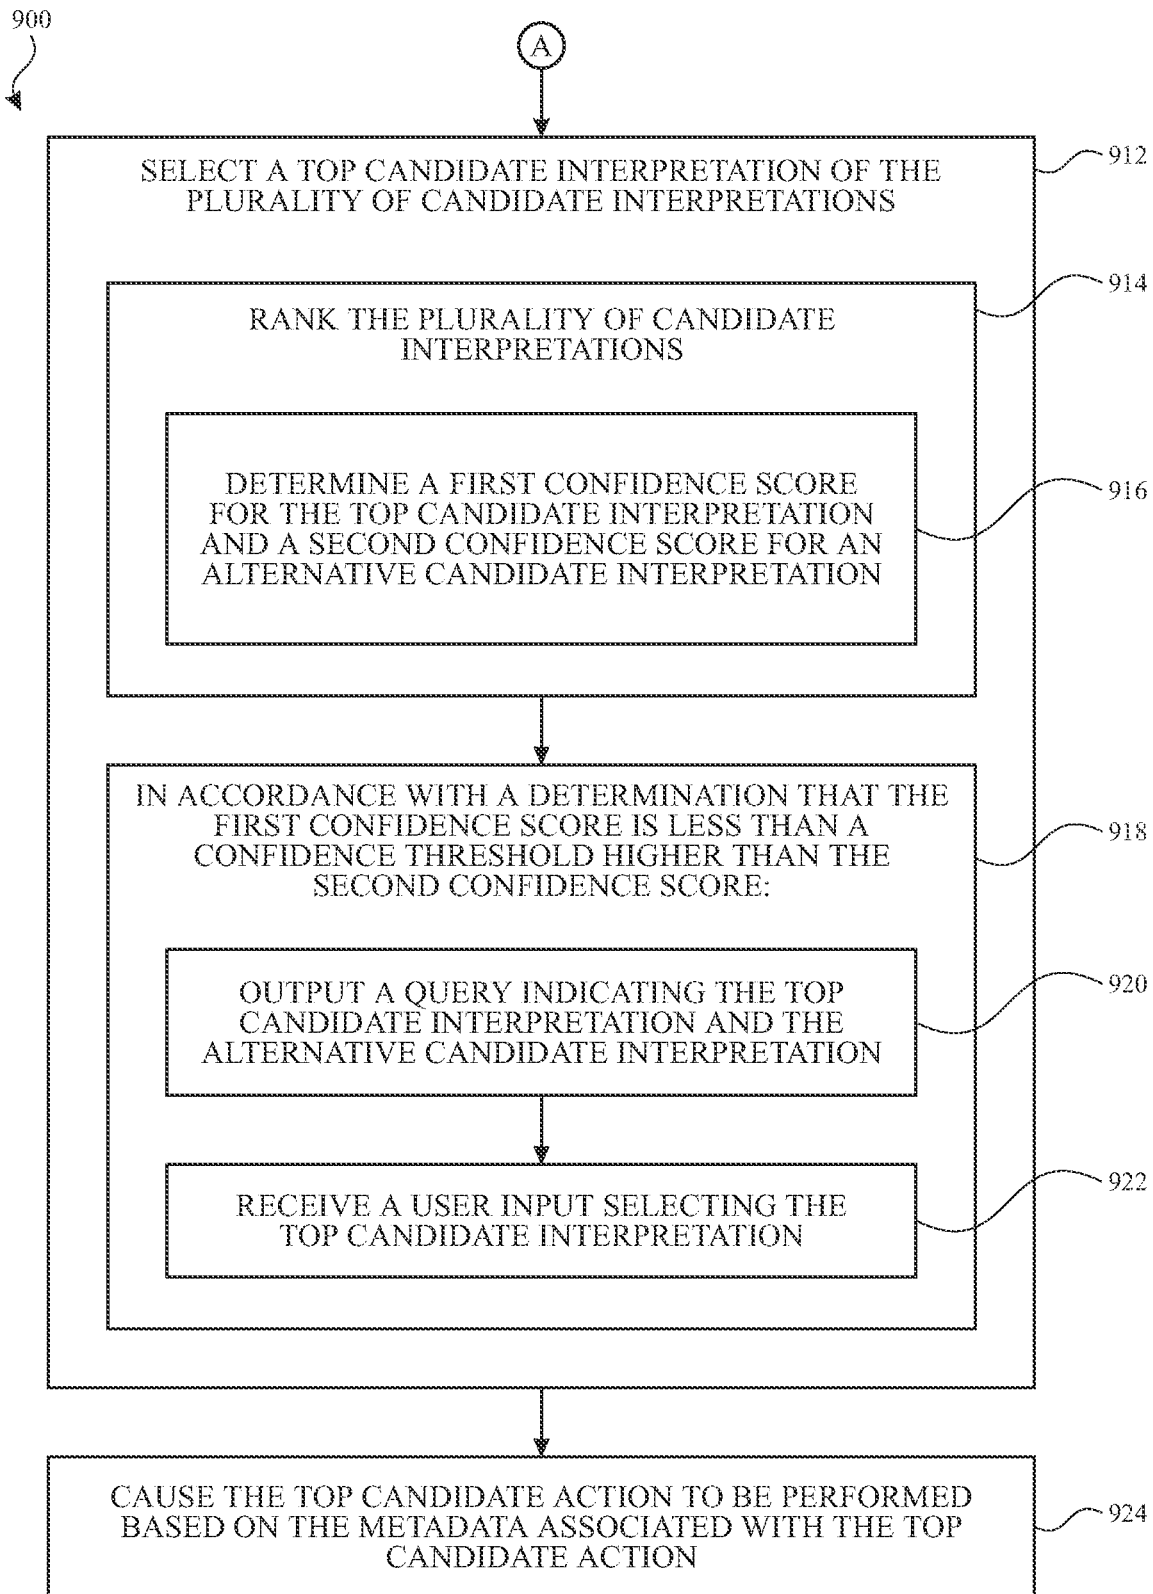 900
A
SELECT A TOP CANDIDATE INTERPRETATION OF THE
PLURALITY OF CANDIDATE INTERPRETATIONS
912
RANK THE PLURALITY OF CANDIDATE
INTERPRETATIONS
914
DETERMINE A FIRST CONFIDENCE SCORE
FOR THE TOP CANDIDATE INTERPRETATION
AND A SECOND CONFIDENCE SCORE FOR AN
ALTERNATIVE CANDIDATE INTERPRETATION
916
IN ACCORDANCE WITH A DETERMINATION THAT THE
FIRST CONFIDENCE SCORE IS LESS THAN A
CONFIDENCE THRESHOLD HIGHER THAN THE
SECOND CONFIDENCE SCORE:
918
OUTPUT A QUERY INDICATING THE TOP
CANDIDATE INTERPRETATION AND THE
ALTERNATIVE CANDIDATE INTERPRETATION
920
RECEIVE A USER INPUT SELECTING THE
TOP CANDIDATE INTERPRETATION
922
CAUSE THE TOP CANDIDATE ACTION TO BE PERFORMED
BASED ON THE METADATA ASSOCIATED WITH THE TOP
CANDIDATE ACTION
924